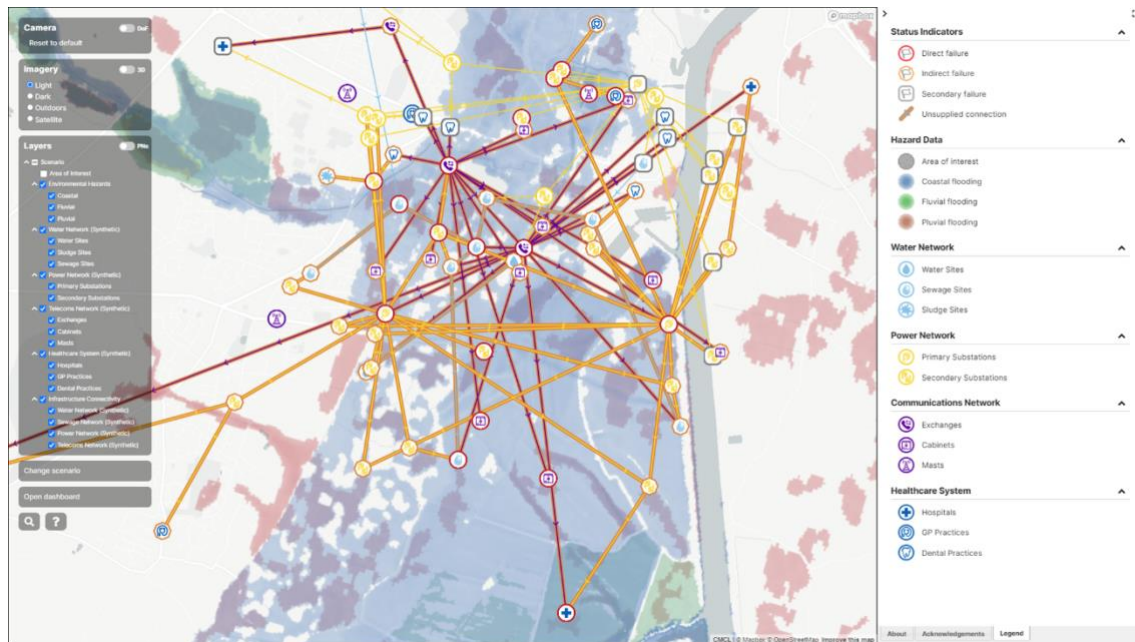 Camera
DoF
Reset to default
Imagery
3D
Light
Dark
Outdoors
Satellite
Layers
PNs
Scenario
Area of Interest
Environmental Hazards
Coastal
Fluvial
Pluvial
Water Network (Synthetic)
Water Sites
Sludge Sites
Sewage Sites
Power Network (Synthetic)
Primary Substations
Secondary Substations
Telecoms Network (Synthetic)
Exchanges
Cabinets
Masts
Healthcare System (Synthetic)
Hospitals
GP Practices
Dental Practices
Infrastructure Connectivity
Water Network (Synthetic)
Sewage Network (Synthetic)
Power Network (Synthetic)
Telecoms Network (Synthetic)
Change scenario
Open dashboard
?
mapbox
CMCL | © Mapbox © OpenStreetMap Improve this map
Status Indicators
Direct failure
Indirect failure
Secondary failure
Unsupplied connection
Hazard Data
Area of interest
Coastal flooding
Fluvial flooding
Pluvial flooding
Water Network
Water Sites
Sewage Sites
Sludge Sites
Power Network
Primary Substations
Secondary Substations
Communications Network
Exchanges
Cabinets
Masts
Healthcare System
Hospitals
GP Practices
Dental Practices
About
Acknowledgements
Legend